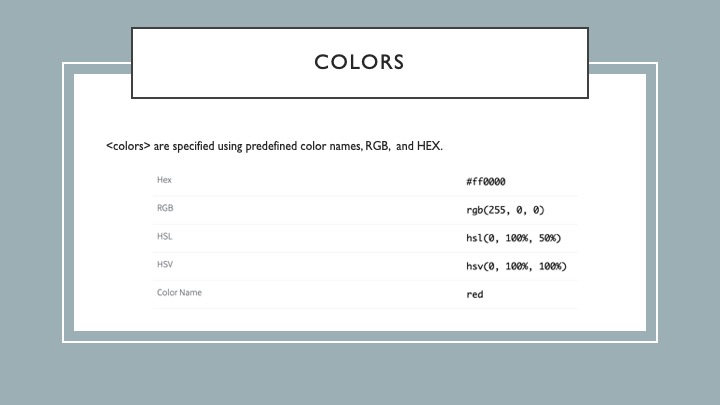 COLORS
<colors> are specified using predefined color names, RGB, and HEX.
Hex #ff0000
RGB rgb(255, 0, 0)
HSL hsl(0, 100%, 50%)
HSV hsv(0, 100%, 100%)
Color Name red